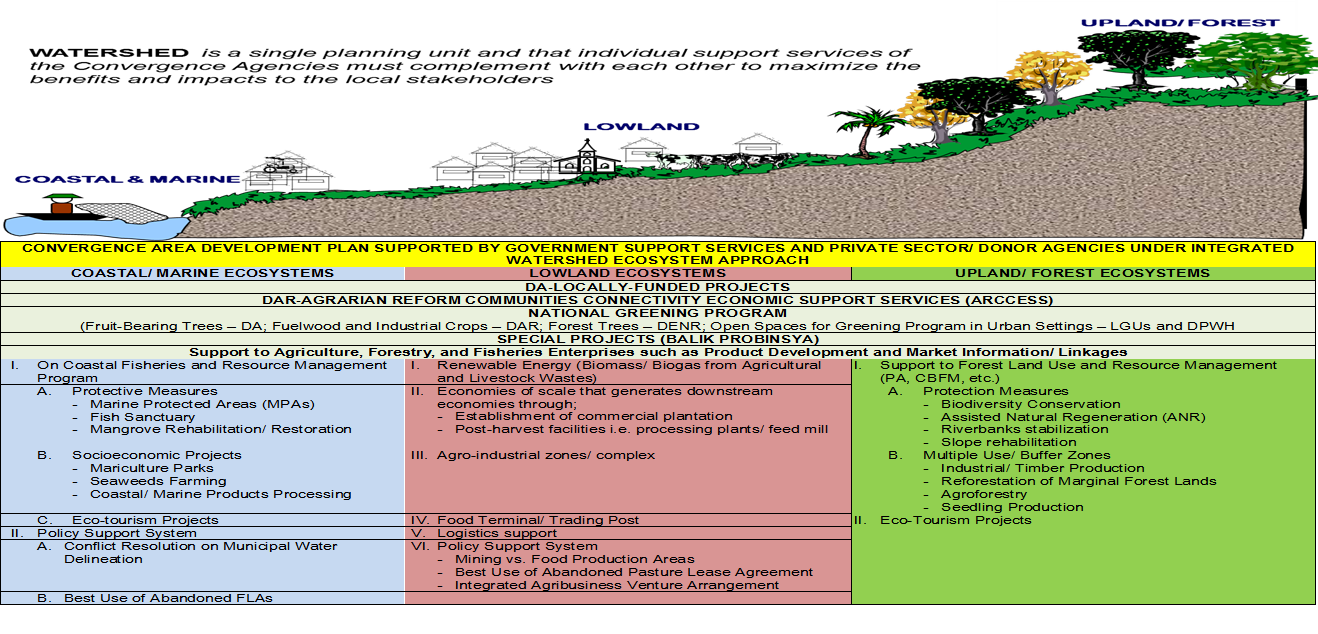 UPLAND/ FOREST
WATERSHED is a single planning unit and that individual support services of
the Convergence Agencies must complement with each other to maximize the
benefits and impacts to the local stakeholders
LOWLAND
COASTAL & MARINE
CONVERGENCE AREA DEVELOPMENT PLAN SUPPORTED BY GOVERNMENT SUPPORT SERVICES AND PRIVATE SECTOR/ DONOR AGENCIES UNDER INTEGRATED
WATERSHED ECOSYSTEM APPROACH
COASTAL/ MARINE ECOSYSTEMS
LOWLAND ECOSYSTEMS
UPLAND/ FOREST ECOSYSTEMS
DA-LOCALLY-FUNDED PROJECTS
DAR-AGRARIAN REFORM COMMUNITIES CONNECTIVITY ECONOMIC SUPPORT SERVICES (ARCCESS)
NATIONAL GREENING PROGRAM
(Fruit-Bearing Trees – DA; Fuelwood and Industrial Crops – DAR; Forest Trees – DENR; Open Spaces for Greening Program in Urban Settings – LGUs and DPWH
SPECIAL PROJECTS (BALIK PROBINSYA)
Support to Agriculture, Forestry, and Fisheries Enterprises such as Product Development and Market Information/ Linkages
I. On Coastal Fisheries and Resource Management
Program
A. Protective Measures
- Marine Protected Areas (MPAs)
- Fish Sanctuary
- Mangrove Rehabilitation/ Restoration
B. Socioeconomic Projects
- Mariculture Parks
- Seaweeds Farming
- Coastal/ Marine Products Processing
C. Eco-tourism Projects
II. Policy Support System
A. Conflict Resolution on Municipal Water
Delineation
B. Best Use of Abandoned FLAs
I. Renewable Energy (Biomass/ Biogas from Agricultural
and Livestock Wastes)
II. Economies of scale that generates downstream
economies through;
- Establishment of commercial plantation
- Post-harvest facilities i.e. processing plants/ feed mill
III. Agro-industrial zones/ complex
IV. Food Terminal/ Trading Post
V. Logistics support
VI. Policy Support System
- Mining vs. Food Production Areas
- Best Use of Abandoned Pasture Lease Agreement
- Integrated Agribusiness Venture Arrangement
I. Support to Forest Land Use and Resource Management
(PA, CBFM, etc.)
A. Protection Measures
- Biodiversity Conservation
- Assisted Natural Regeneration (ANR)
- Riverbanks stabilization
- Slope rehabilitation
B. Multiple Use/ Buffer Zones
- Industrial/ Timber Production
- Reforestation of Marginal Forest Lands
- Agroforestry
- Seedling Production
II. Eco-Tourism Projects